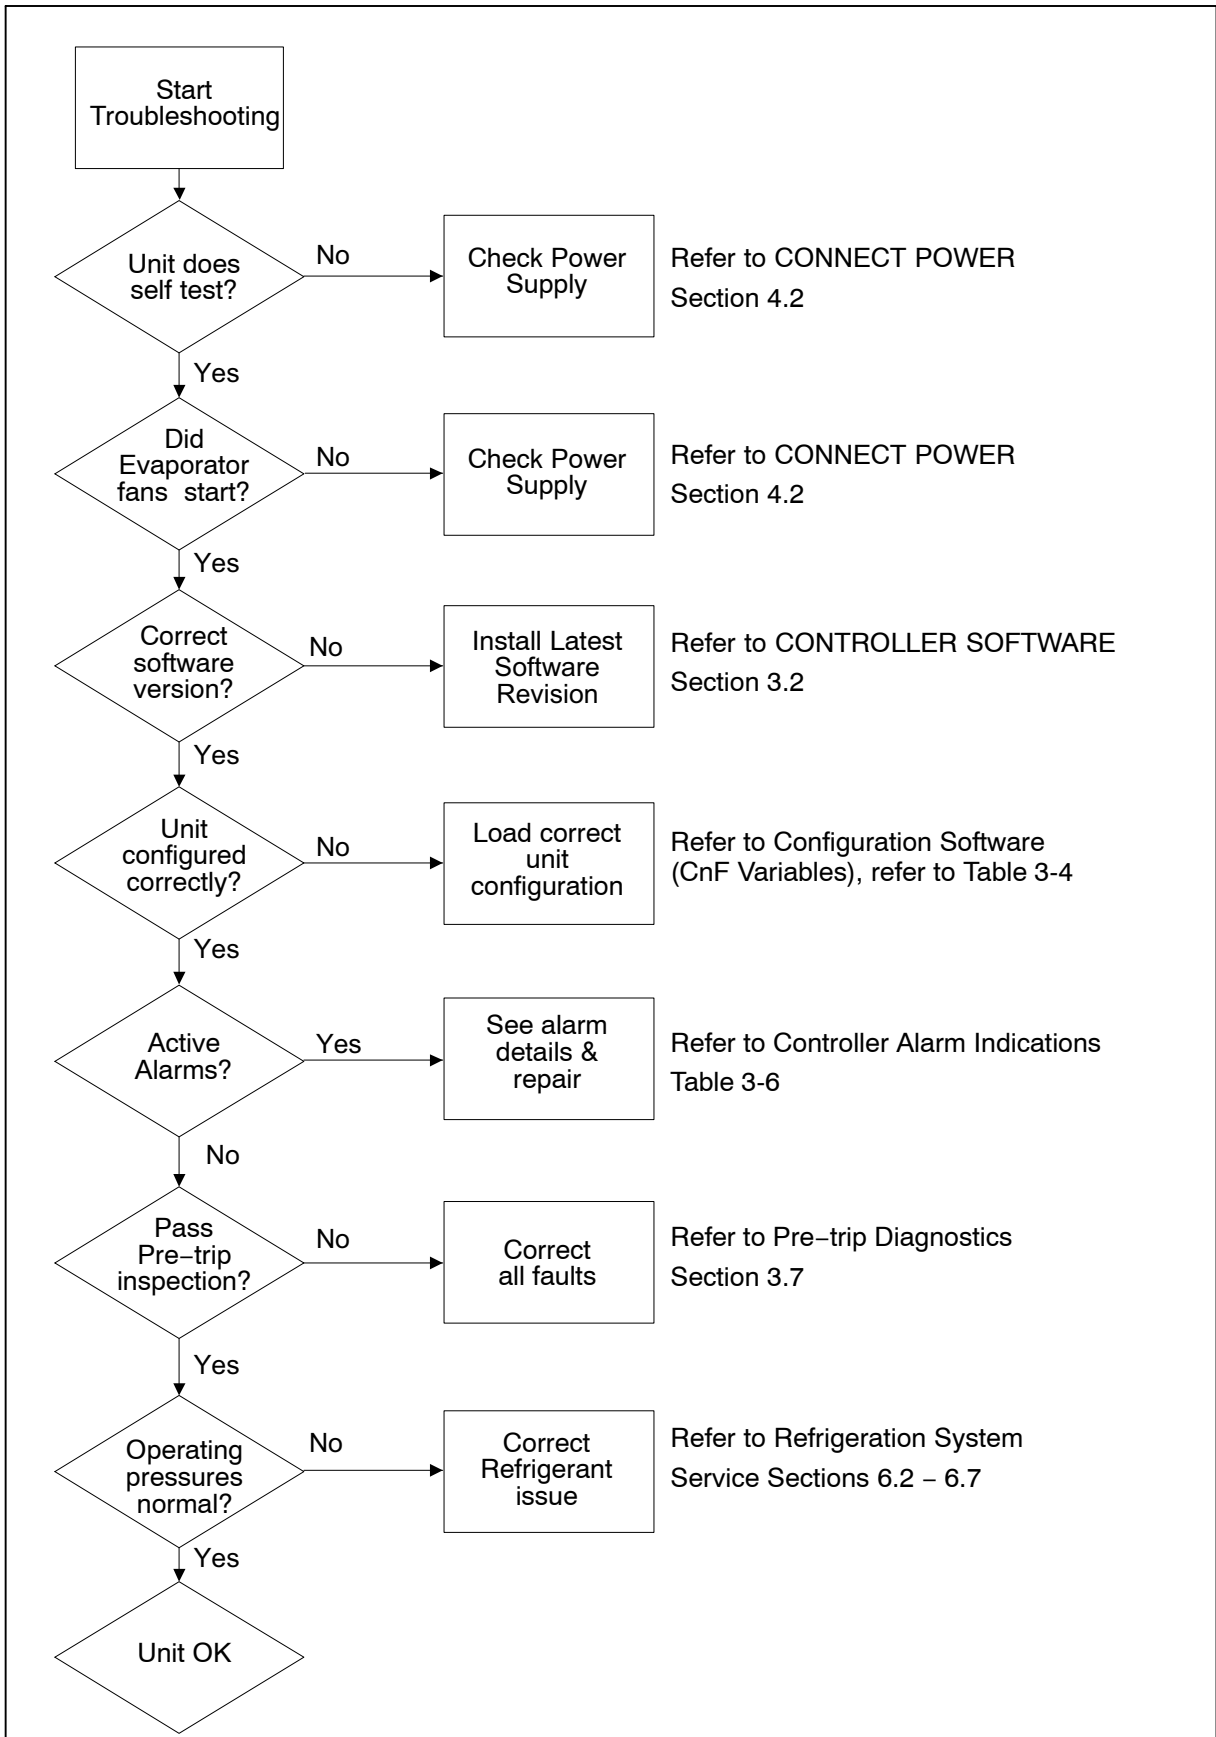 Start
Troubleshooting
Unit does
self test?
No
Check Power
Supply
Refer to CONNECT POWER
Section 4.2
Yes
Did
Evaporator
fans start?
No
Check Power
Supply
Refer to CONNECT POWER
Section 4.2
Yes
Correct
software
version?
No
Install Latest
Software
Revision
Refer to CONTROLLER SOFTWARE
Section 3.2
Yes
Unit
configured
correctly?
No
Load correct
unit
configuration
Refer to Configuration Software
(CnF Variables), refer to Table 3-4
Yes
Active
Alarms?
Yes
See alarm
details &
repair
Refer to Controller Alarm Indications
Table 3-6
No
Pass
Pre−trip
inspection?
No
Correct
all faults
Refer to Pre−trip Diagnostics
Section 3.7
Yes
Operating
pressures
normal?
No
Correct
Refrigerant
issue
Refer to Refrigeration System
Service Sections 6.2 − 6.7
Yes
Unit OK